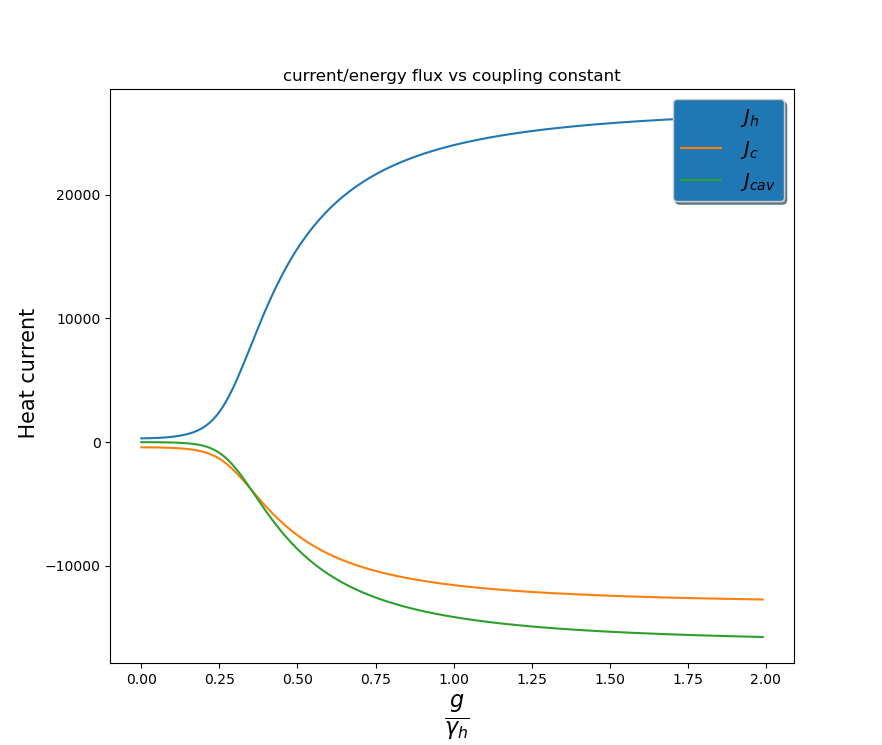 current/energy flux vs coupling constant
J_h
J_c
J_cav
20000
10000
0
−10000
Heat current
0.00 0.25 0.50 0.75 1.00 1.25 1.50 1.75 2.00
g
γ_h